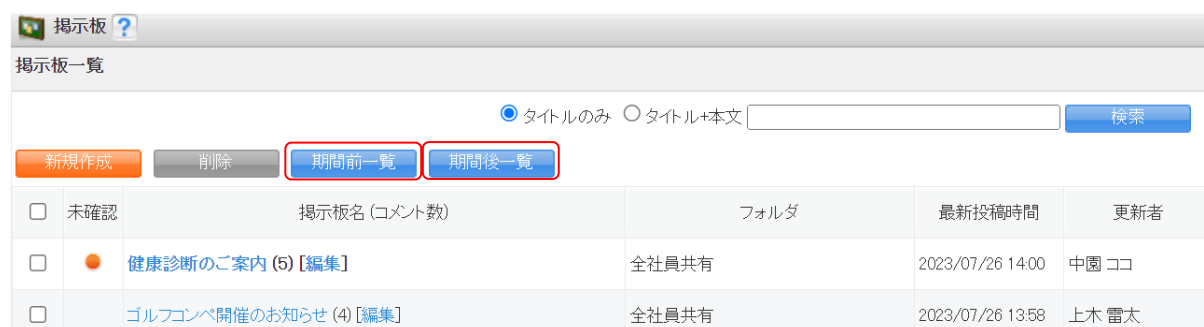 掲示板 ?
掲示板一覧
タイトルのみ タイトル+本文 検索
新規作成 削除 期間前一覧 期間後一覧
未確認 掲示板名 (コメント数) フォルダ 最新投稿時間 更新者
健康診断のご案内 (5) [編集] 全社員共有 2023/07/26 14:00 中園 ココ
ゴルフコンペ開催のお知らせ (4) [編集] 全社員共有 2023/07/26 13:58 上木 雷太